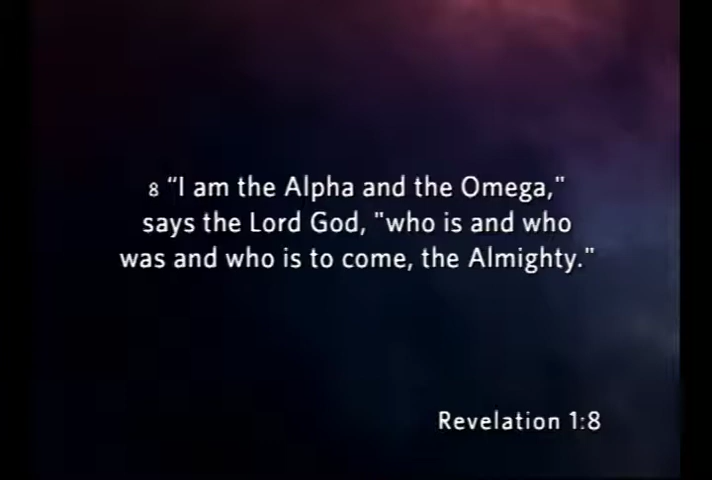 8 “I am the Alpha and the Omega,"
says the Lord God, "who is and who
was and who is to come, the Almighty."
Revelation 1:8